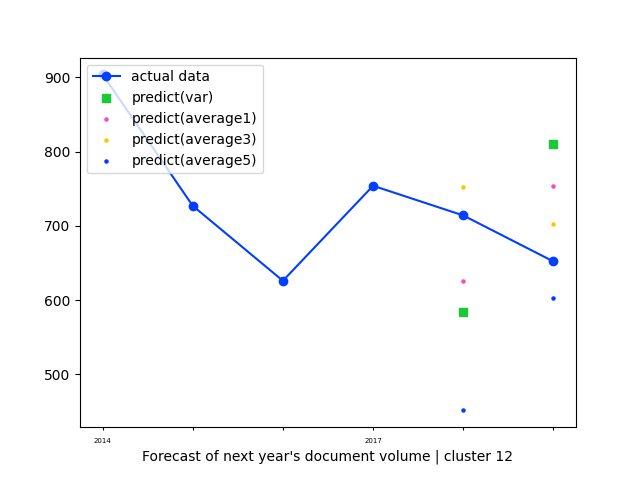 900
800
700
600
500
actual data
predict(var)
predict(average1)
predict(average3)
predict(average5)
2014
2017
Forecast of next year's document volume | cluster 12